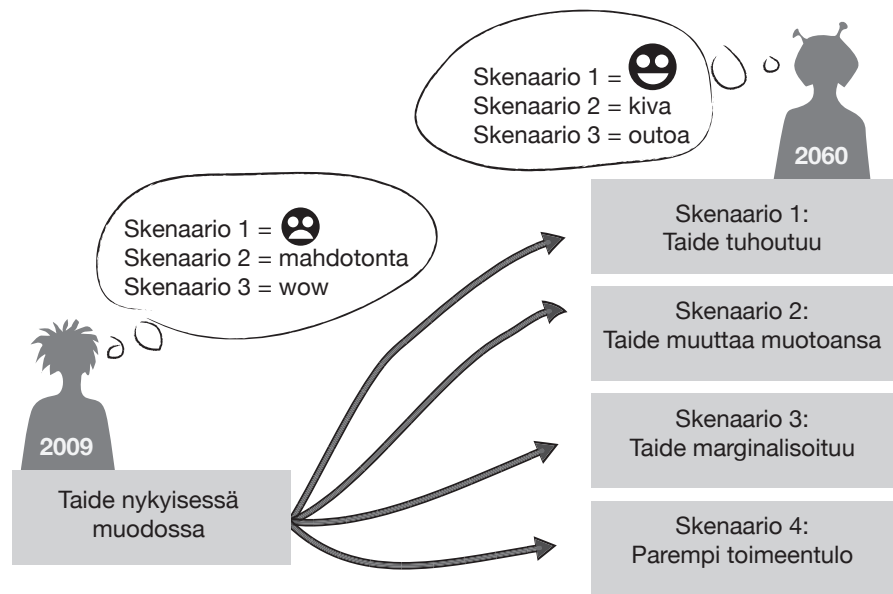 Skenaario 1 =
Skenaario 2 = kiva
Skenaario 3 = outoa
2060
Skenaario 1 =
Skenaario 2 = mahdotonta
Skenaario 3 = wow
2009
Taide nykyisessä
muodossa
Skenaario 1:
Taide tuhoutuu
Skenaario 2:
Taide muuttaa muotoansa
Skenaario 3:
Taide marginalisoituu
Skenaario 4:
Parempi toimeentulo